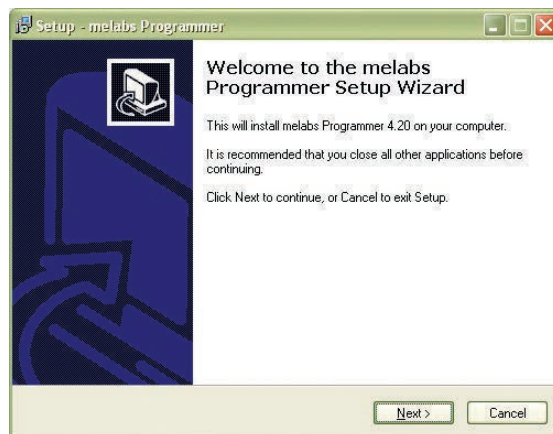 Setup - melabs Programmer
Welcome to the melabs
Programmer Setup Wizard
This will install melabs Programmer 4.20 on your computer.
It is recommended that you close all other applications before
continuing.
Click Next to continue, or Cancel to exit Setup.
Next >
Cancel